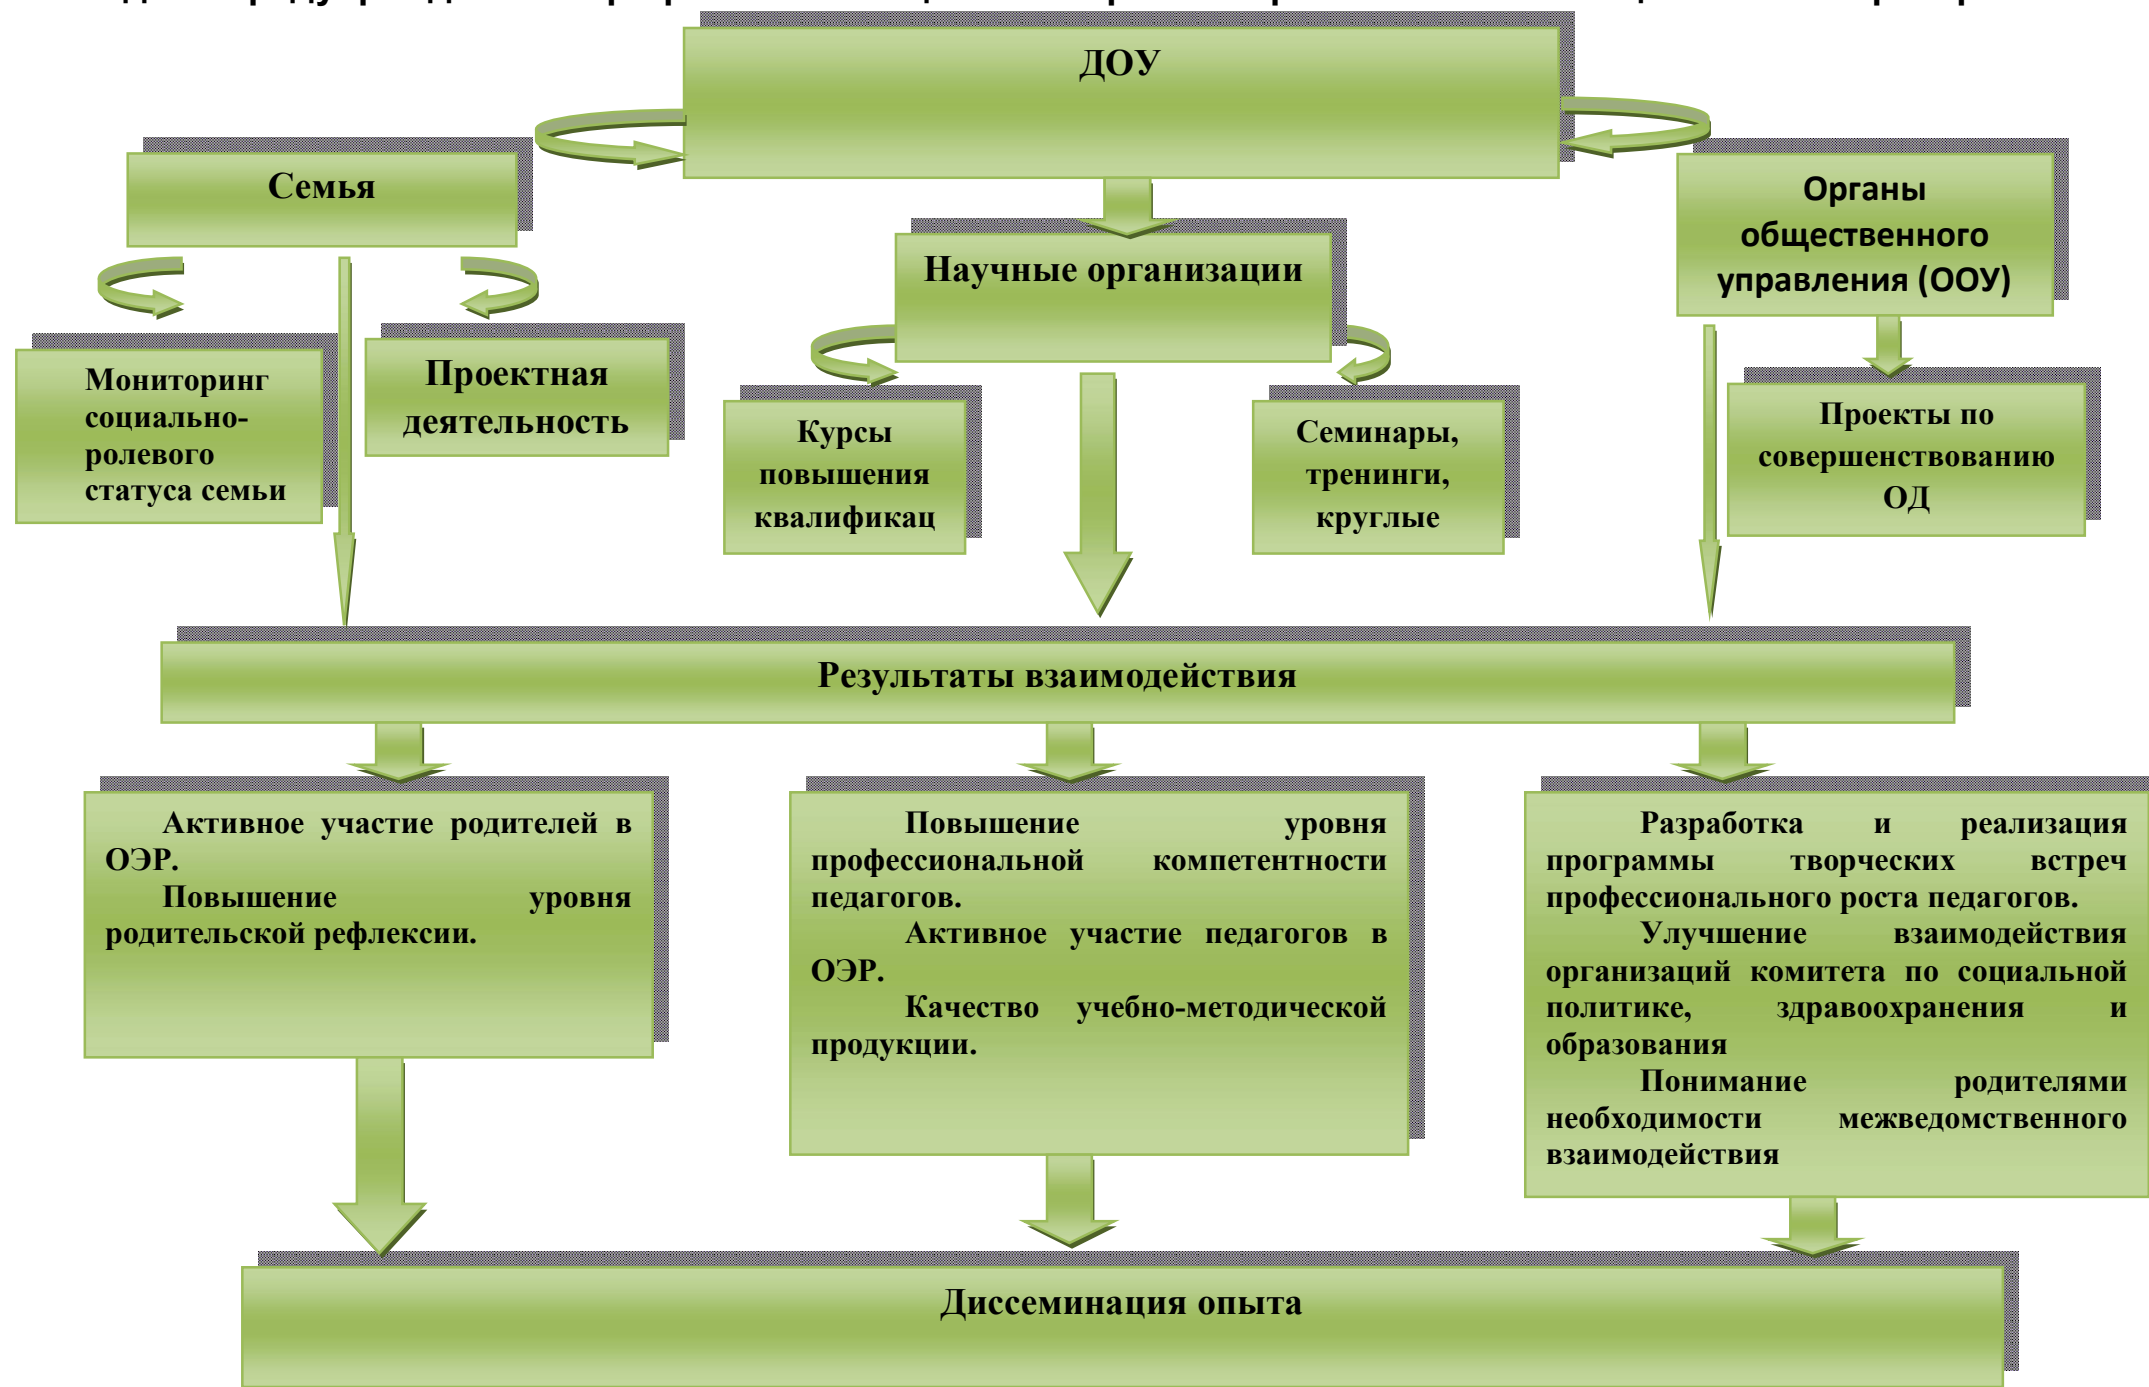 ДОУ
Семья
Органы
общественного
управления (ООУ)
Научные организации
Мониторинг
социально-
ролевого
статуса семьи
Проектная
деятельность
Курсы
повышения
квалификац
Семинары,
тренинги,
круглые
Проекты по
совершенствованию
ОД
Результаты взаимодействия
Активное участие родителей в
ОЭР.
Повышение уровня
родительской рефлексии.
Повышение уровня
профессиональной компетентности
педагогов.
Активное участие педагогов в
ОЭР.
Качество учебно-методической
продукции.
Разработка и реализация
программы творческих встреч
профессионального роста педагогов.
Улучшение взаимодействия
организаций комитета по социальной
политике, здравоохранения и
образования
Понимание родителями
необходимости межведомственного
взаимодействия
Диссеминация опыта